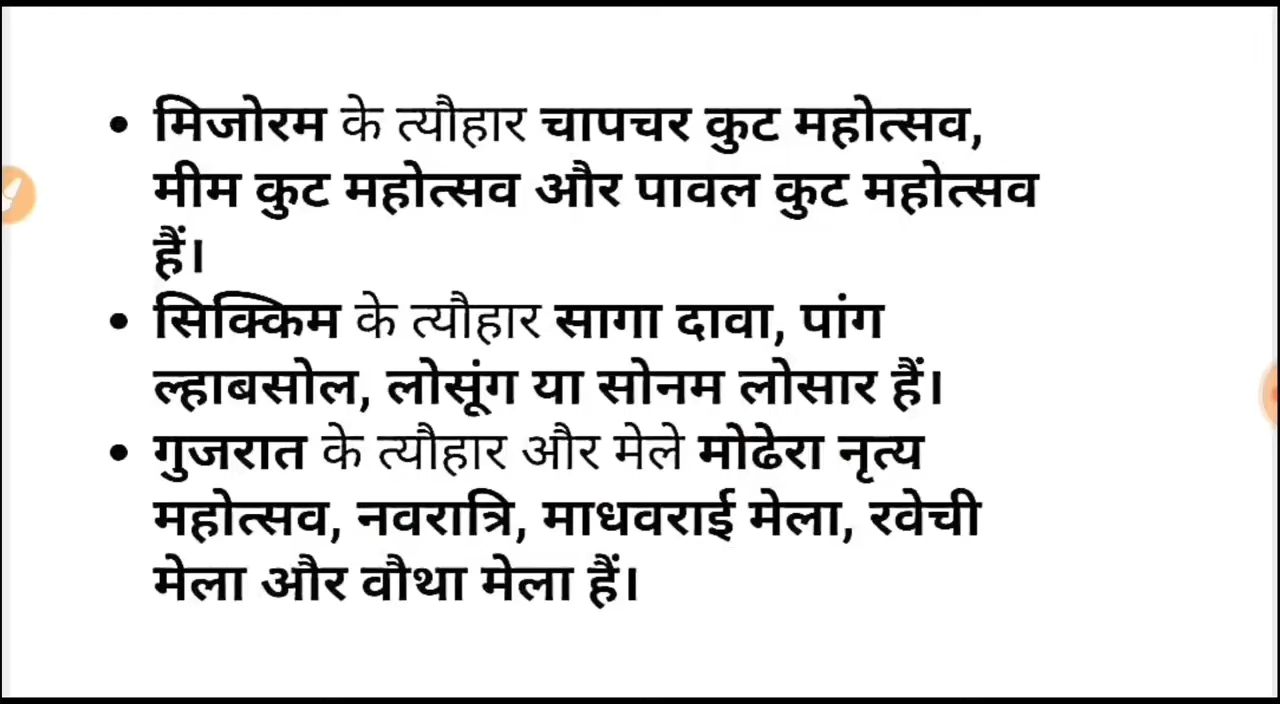 • मिजोरम के त्यौहार चापचर कुट महोत्सव,
मीम कुट महोत्सव और पावल कुट महोत्सव
हैं।
• सिक्किम के त्यौहार सागा दावा, पांग
ल्हाबसोल, लोसूंग या सोनम लोसार हैं।
• गुजरात के त्यौहार और मेले मोढेरा नृत्य
महोत्सव, नवरात्रि, माधवराई मेला, रवेची
मेला और वौथा मेला हैं।